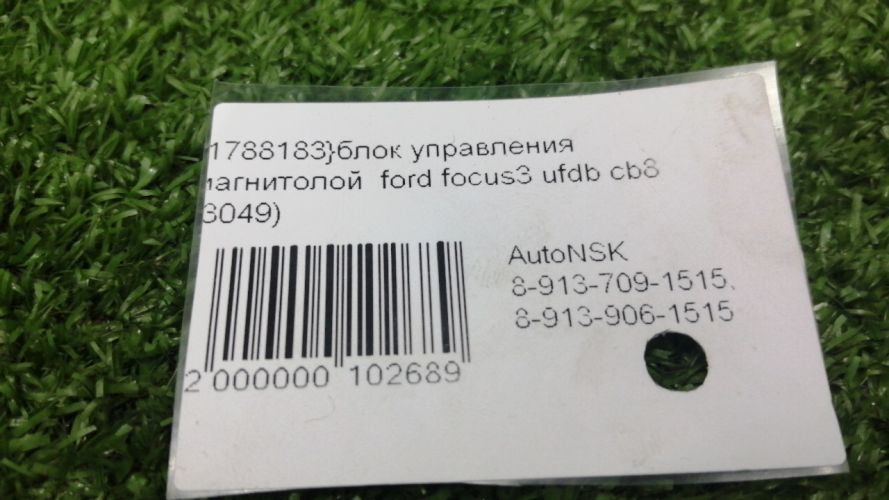 1788183}блок управления
магнитолой ford focus3 ufdb cb8
3049)
AutoNSK
8-913-709-1515,
8-913-906-1515
2 000000 102689